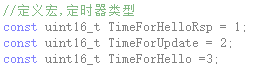 //定义宏,定时器类型
const uint16_t TimeForHelloRsp = 1;
const uint16_t TimeForUpdate = 2;
const uint16_t TimeForHello =3;